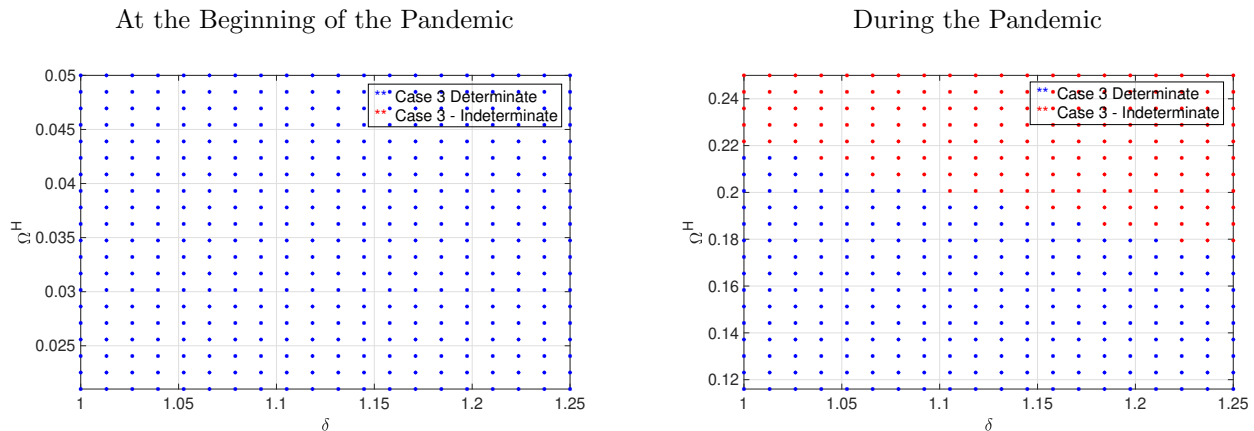 At the Beginning of the Pandemic
0.05
0.045
0.04
0.035
0.03
0.025
Ω^H
1
1.05
1.1
1.15
1.2
1.25
δ
** Case 3 Determinate
** Case 3 - Indeterminate
During the Pandemic
0.24
0.22
0.2
0.18
0.16
0.14
0.12
Ω^H
1
1.05
1.1
1.15
1.2
1.25
δ
** Case 3 Determinate
** Case 3 - Indeterminate